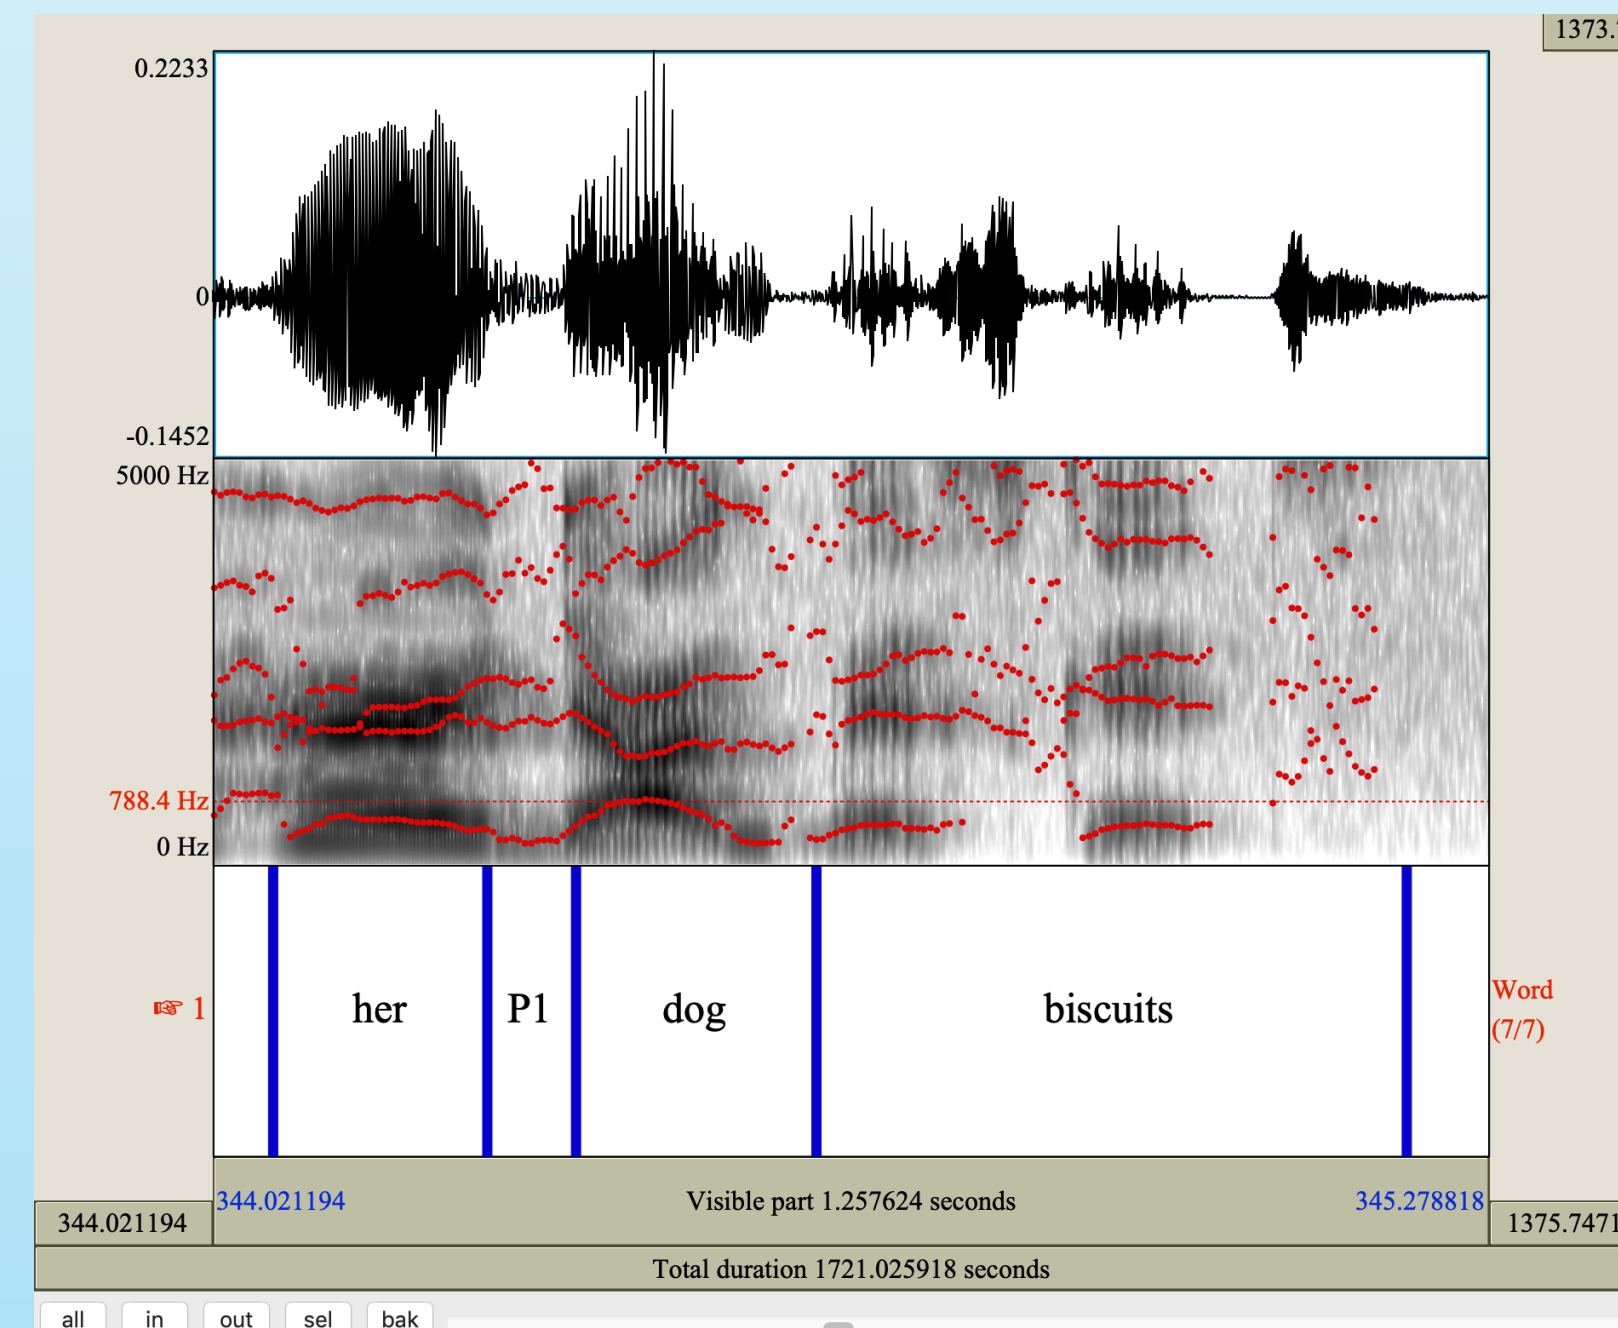 1373.
0.2233
0
-0.1452
5000 Hz
788.4 Hz
0 Hz
☞ 1
her P1 dog biscuits
Word
(7/7)
344.021194 Visible part 1.257624 seconds 345.278818
344.021194 1375.7471
Total duration 1721.025918 seconds
all in out sel bak